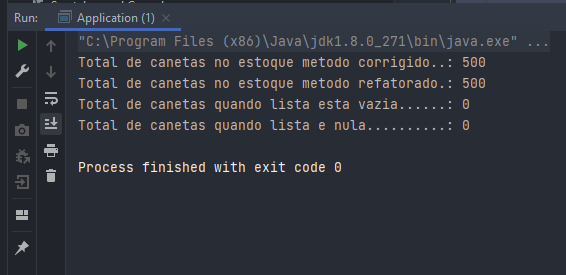 Run: Application (1) ×
"C:\Program Files (x86)\Java\jdk1.8.0_271\bin\java.exe" ...
Total de canetas no estoque metodo corrigido..: 500
Total de canetas no estoque metodo refatorado.: 500
Total de canetas quando lista esta vazia......: 0
Total de canetas quando lista e nula..........: 0
Process finished with exit code 0